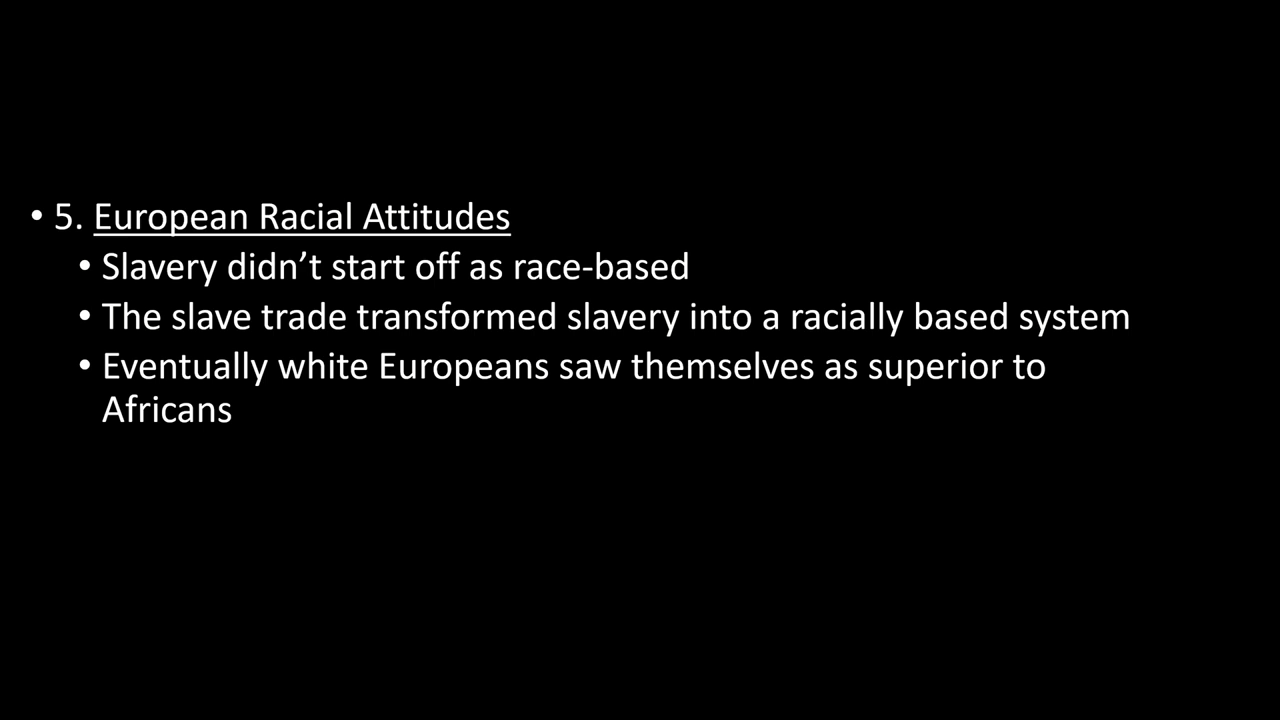 • 5. European Racial Attitudes
• Slavery didn’t start off as race-based
• The slave trade transformed slavery into a racially based system
• Eventually white Europeans saw themselves as superior to
Africans